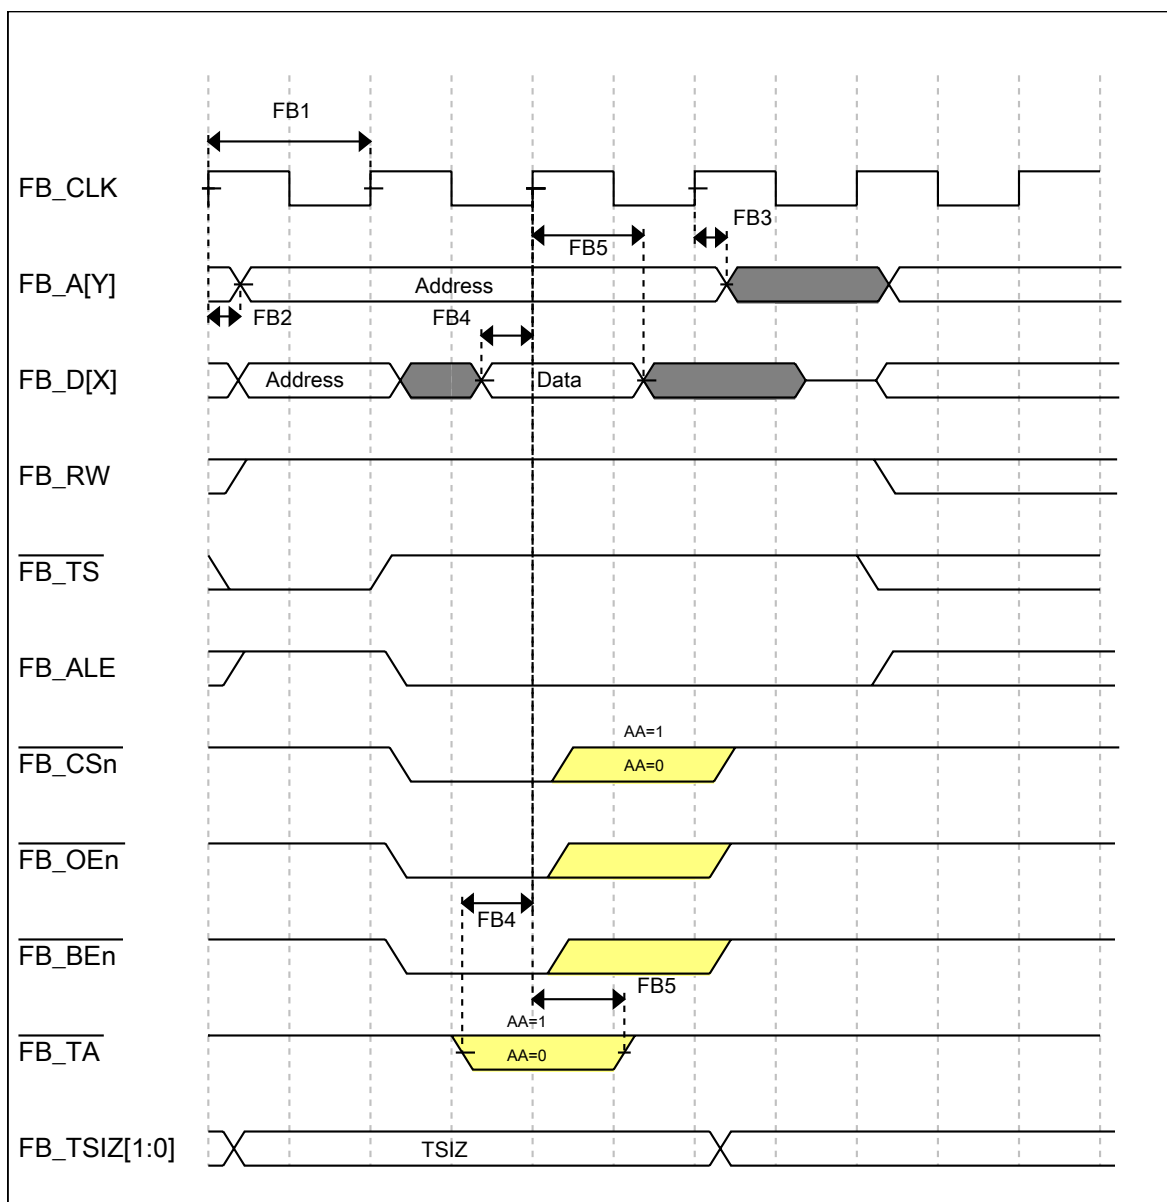 FB1
FB_CLK
FB3
FB5
FB_A[Y]
Address
FB2
FB4
FB_D[X]
Address
Data
FB_RW
FB_TS
FB_ALE
AA=1
FB_CSn
AA=0
FB_OEn
FB4
FB_BEn
FB5
AA=1
FB_TA
AA=0
FB_TSIZ[1:0]
TSIZ